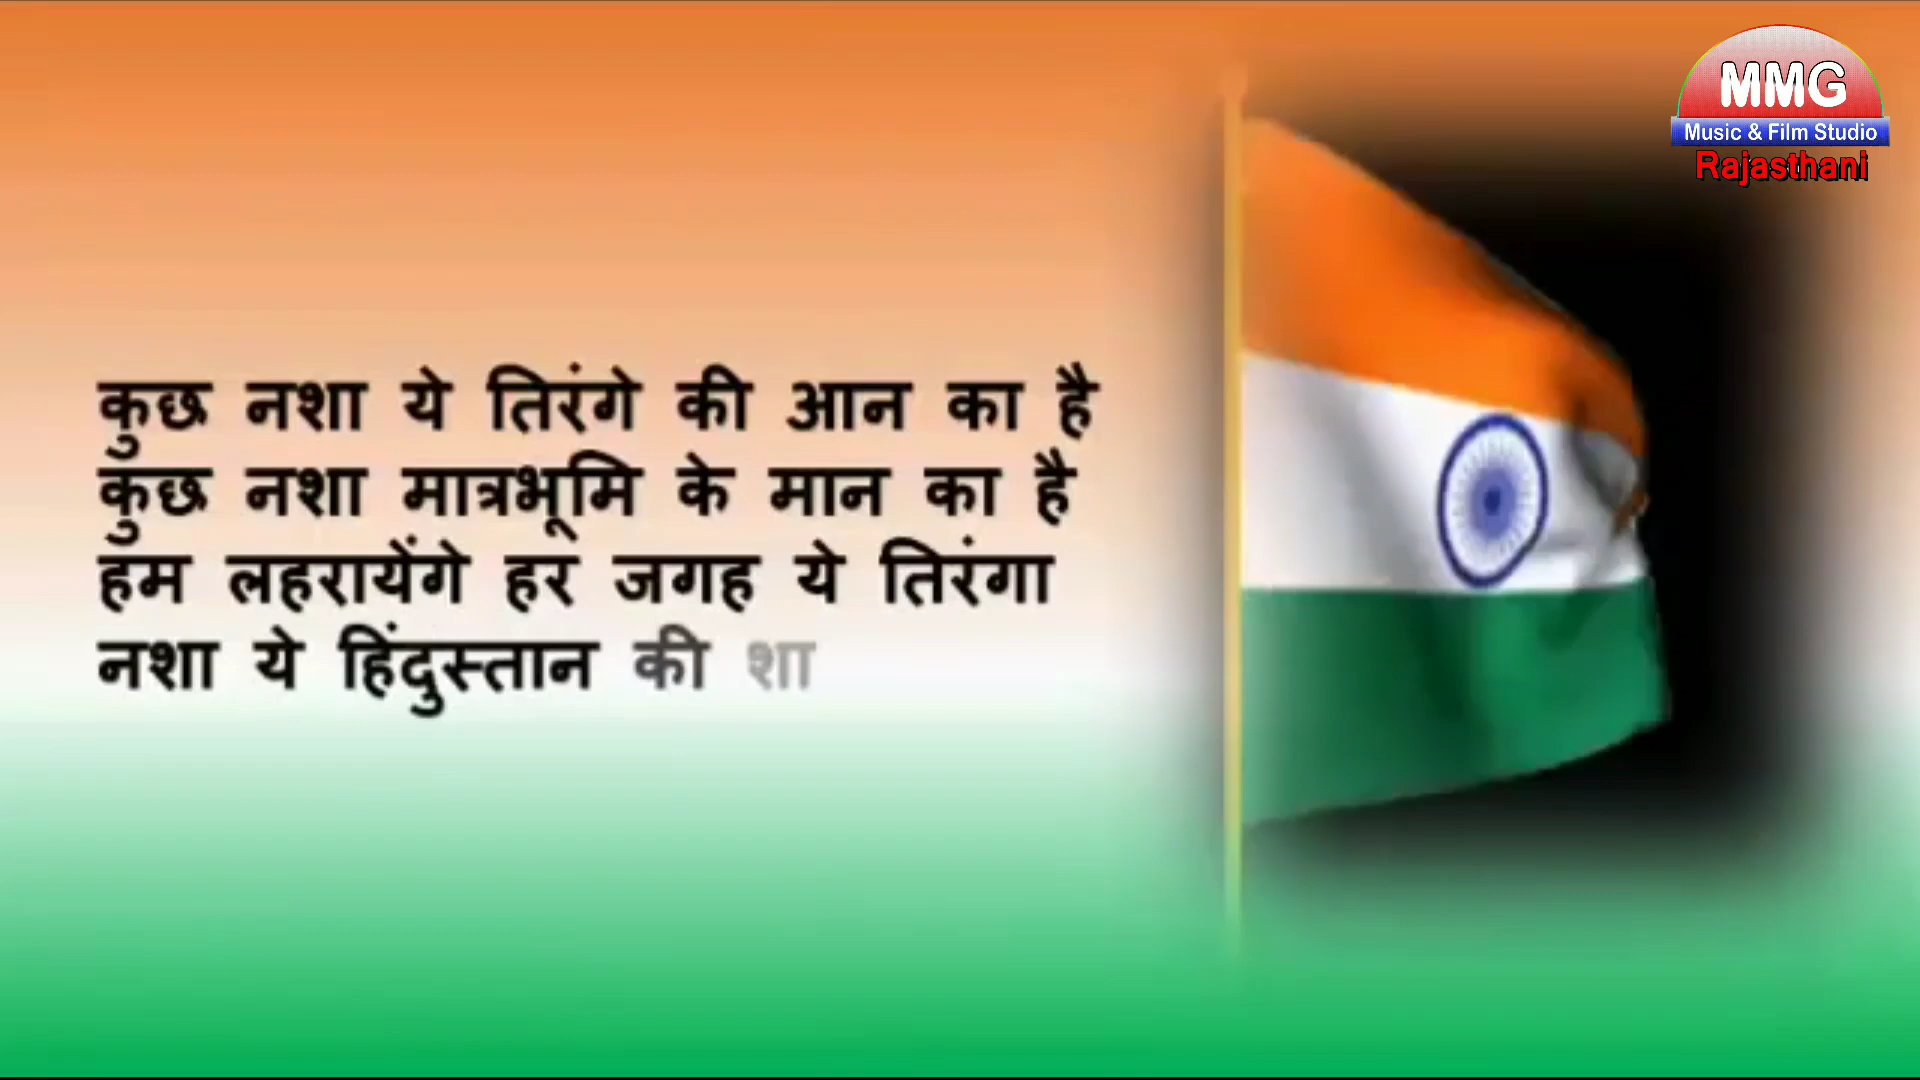 MMG
Music & Film Studio
Rajasthani
कुछ नशा ये तिरंगे की आन का है
कुछ नशा मात्रभूमि के मान का है
हम लहरायेंगे हर जगह ये तिरंगा
नशा ये हिंदुस्तान की शा